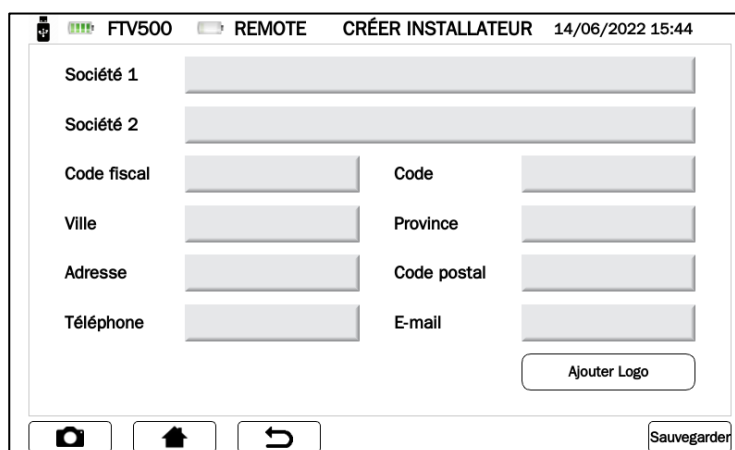 FTV500 REMOTE CRÉER INSTALLATEUR 14/06/2022 15:44
Société 1
Société 2
Code fiscal Code
Ville Province
Adresse Code postal
Téléphone E-mail
Ajouter Logo
Sauvegarder